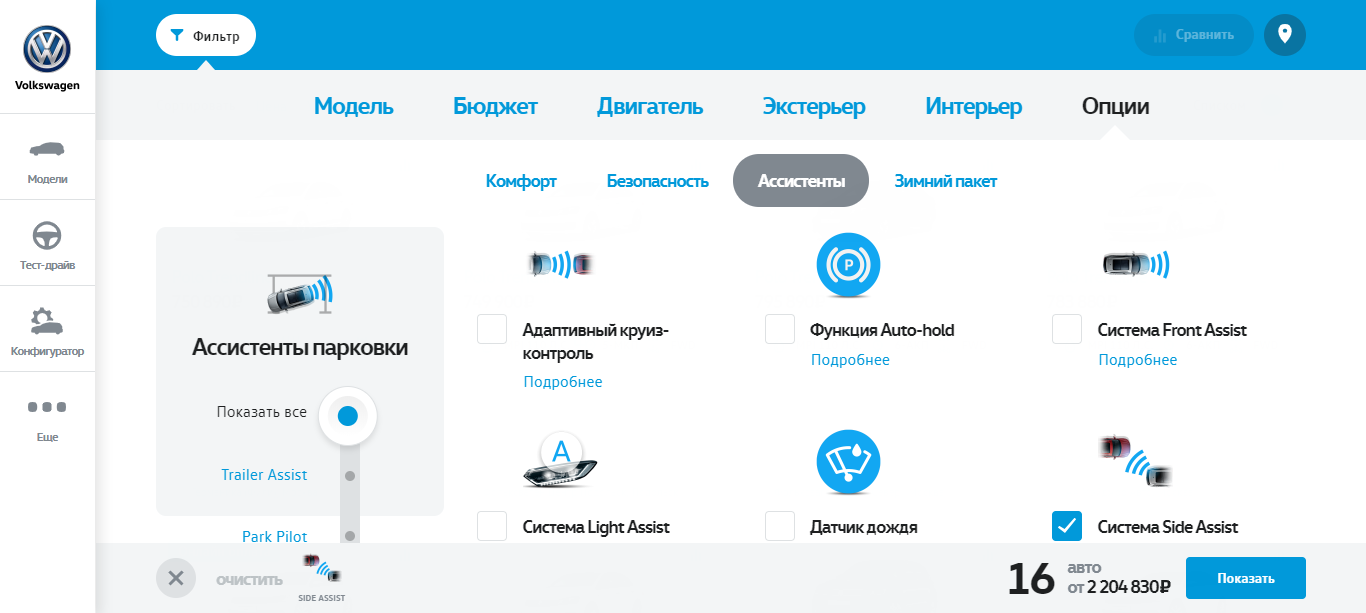 Volkswagen
Модели
Тест-драйв
Конфигуратор
Еще
Фильтр
Сравнить
Модель
Бюджет
Двигатель
Экстерьер
Интерьер
Опции
Комфорт
Безопасность
Ассистенты
Зимний пакет
Ассистенты парковки
Показать все
Trailer Assist
Park Pilot
Адаптивный круиз-
контроль
Подробнее
P
Функция Auto-hold
Подробнее
Система Front Assist
Подробнее
A
Система Light Assist
Датчик дождя
Система Side Assist
очистить
SIDE ASSIST
16
авто
от 2 204 830₽
Показать